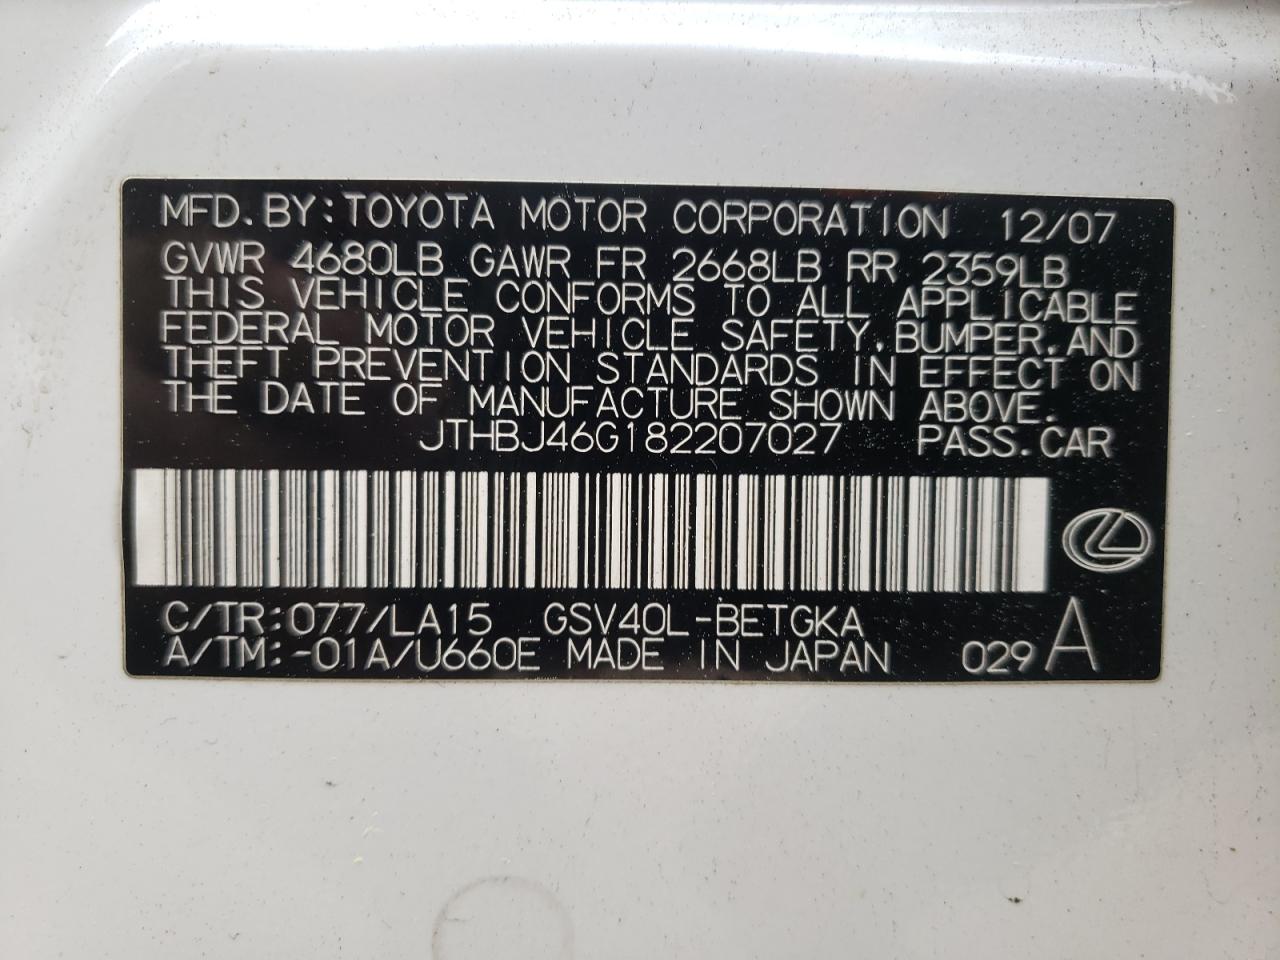 MFD. BY: TOYOTA MOTOR CORPORATION 12/07
GVWR 4680LB GAWR FR 2668LB RR 2359LB
THIS VEHICLE CONFORMS TO ALL APPLICABLE
FEDERAL MOTOR VEHICLE SAFETY, BUMPER, AND
THEFT PREVENTION STANDARDS IN EFFECT ON
THE DATE OF MANUFACTURE SHOWN ABOVE.
JTHBJ46G182207027 PASS. CAR
C/TR: 077/LA15 GSV40L-BETGKA
A/TM: -01A/U660E MADE IN JAPAN 029 A